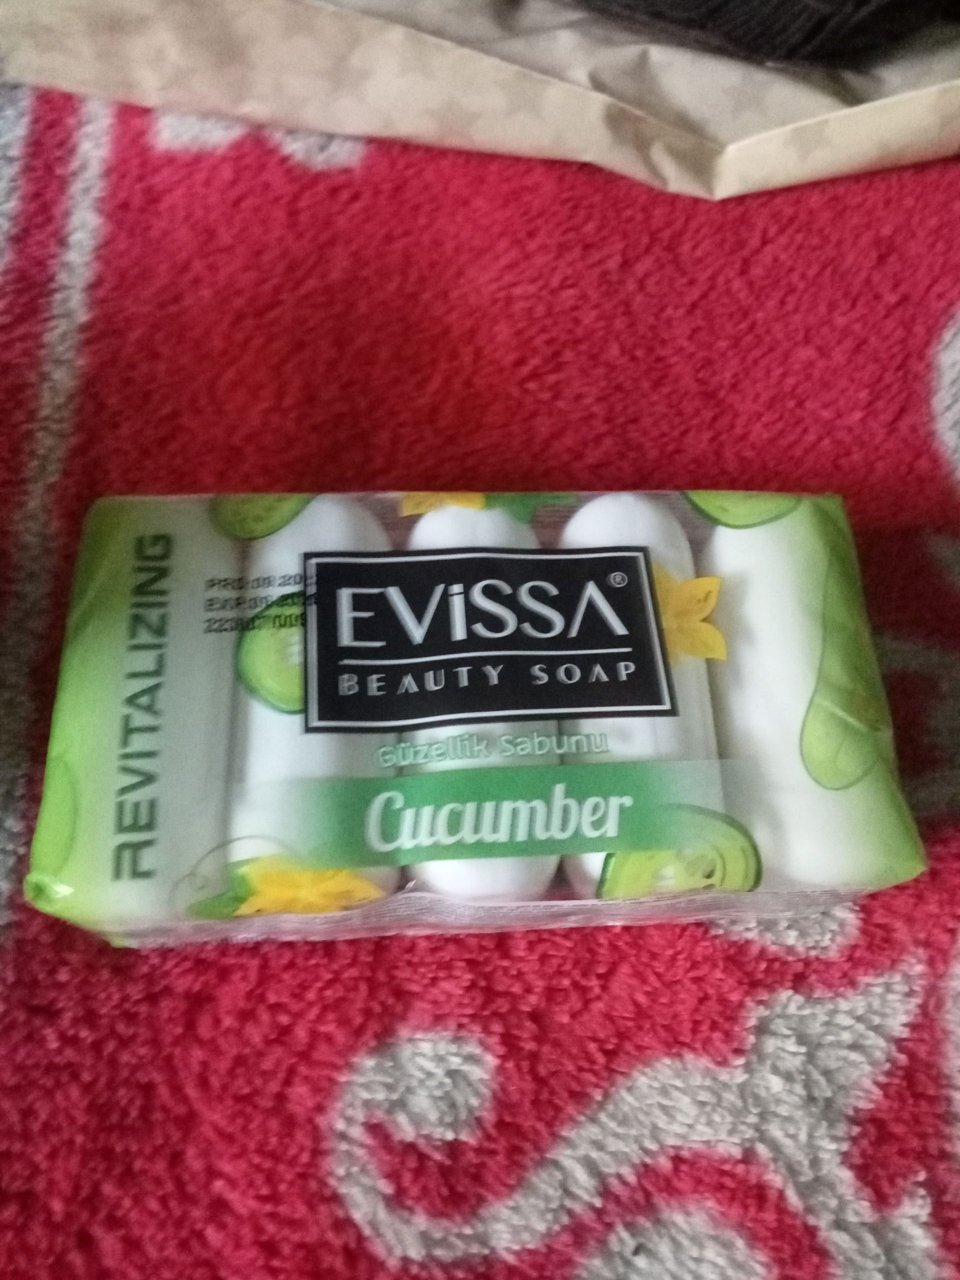 REVITALIZING
EViSSA®
BEAUTY SOAP
Güzellik Sabunu
Cucumber